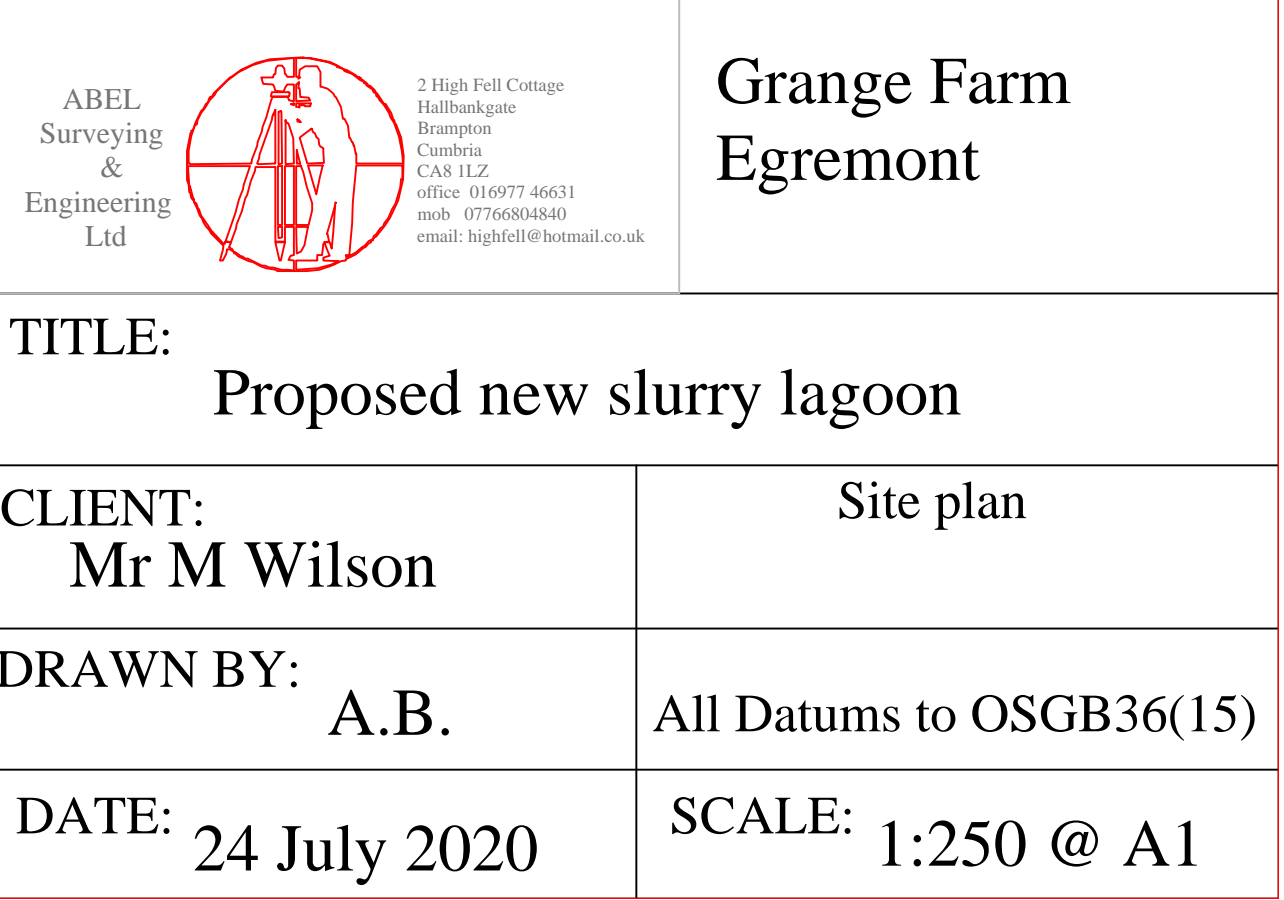 ABEL
Surveying
&
Engineering
Ltd
2 High Fell Cottage
Hallbankgate
Brampton
Cumbria
CA8 1LZ
office 016977 46631
mob 07766804840
email: highfell@hotmail.co.uk
Grange Farm
Egremont
TITLE:
Proposed new slurry lagoon
CLIENT:
Mr M Wilson
Site plan
DRAWN BY:
A.B.
All Datums to OSGB36(15)
DATE:
24 July 2020
SCALE:
1:250 @ A1